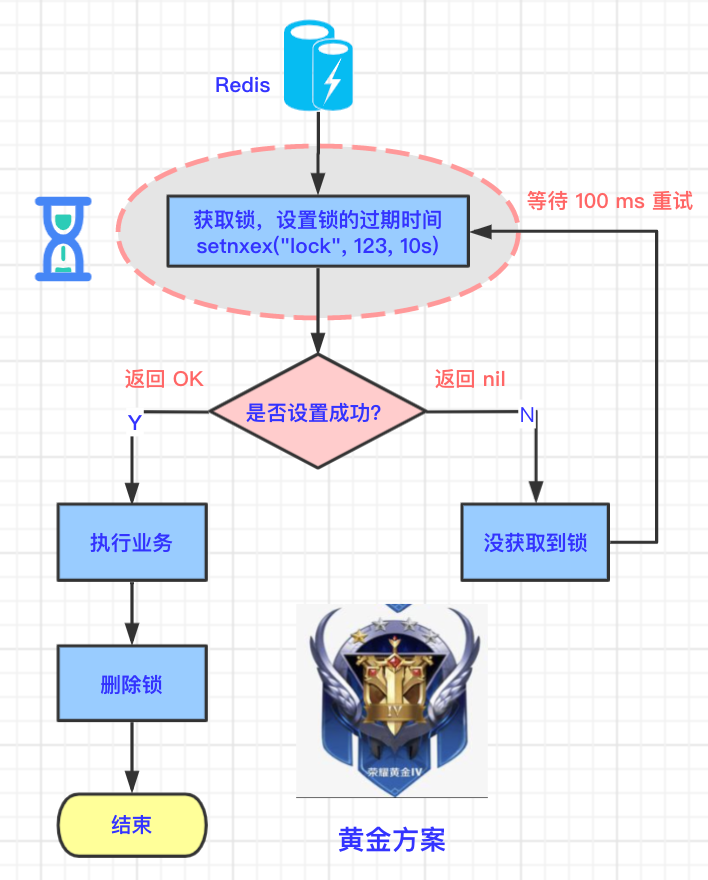 Redis
等待 100 ms 重试
获取锁，设置锁的过期时间
setnxex("lock", 123, 10s)
返回 OK
返回 nil
是否设置成功?
Y
N
执行业务
没获取到锁
删除锁
IV
荣耀黄金IV
结束
黄金方案